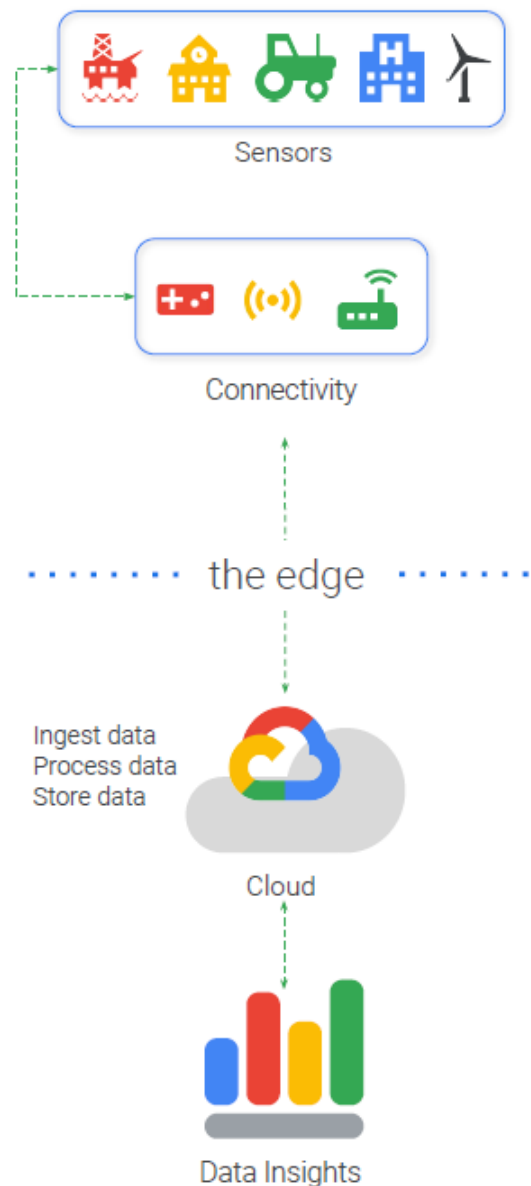 H
Sensors
Connectivity
the edge
Ingest data
Process data
Store data
Cloud
Data Insights